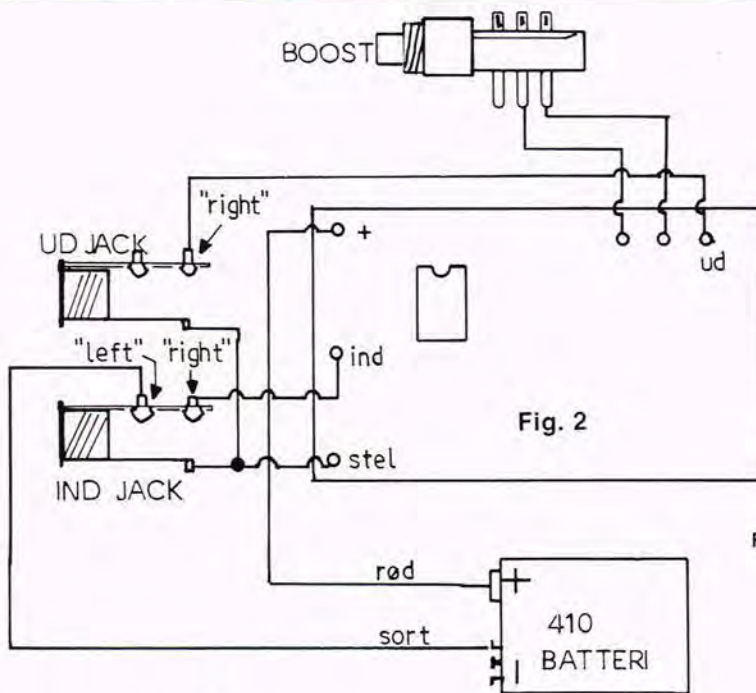 BOOST
"right"
UD JACK
+
ud
"left" "right"
ind
Fig. 2
stel
IND JACK
rød
+
410
sort
BATTERI